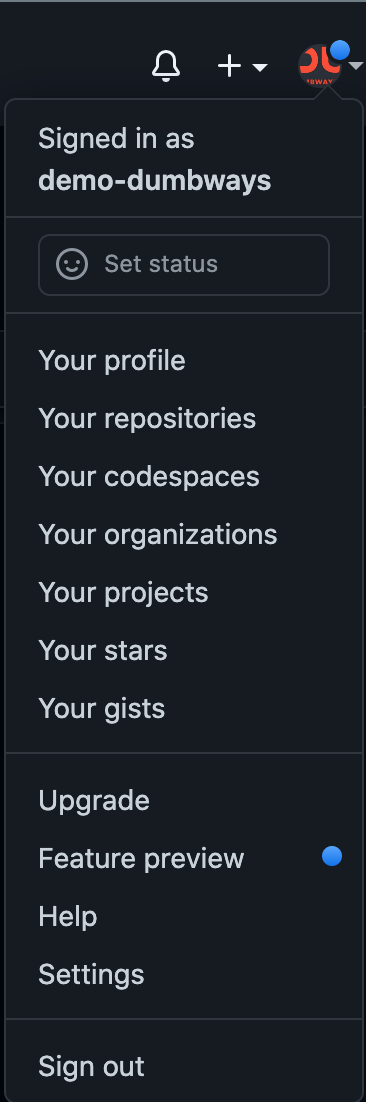 Signed in as
demo-dumbways
Set status
Your profile
Your repositories
Your codespaces
Your organizations
Your projects
Your stars
Your gists
Upgrade
Feature preview
Help
Settings
Sign out